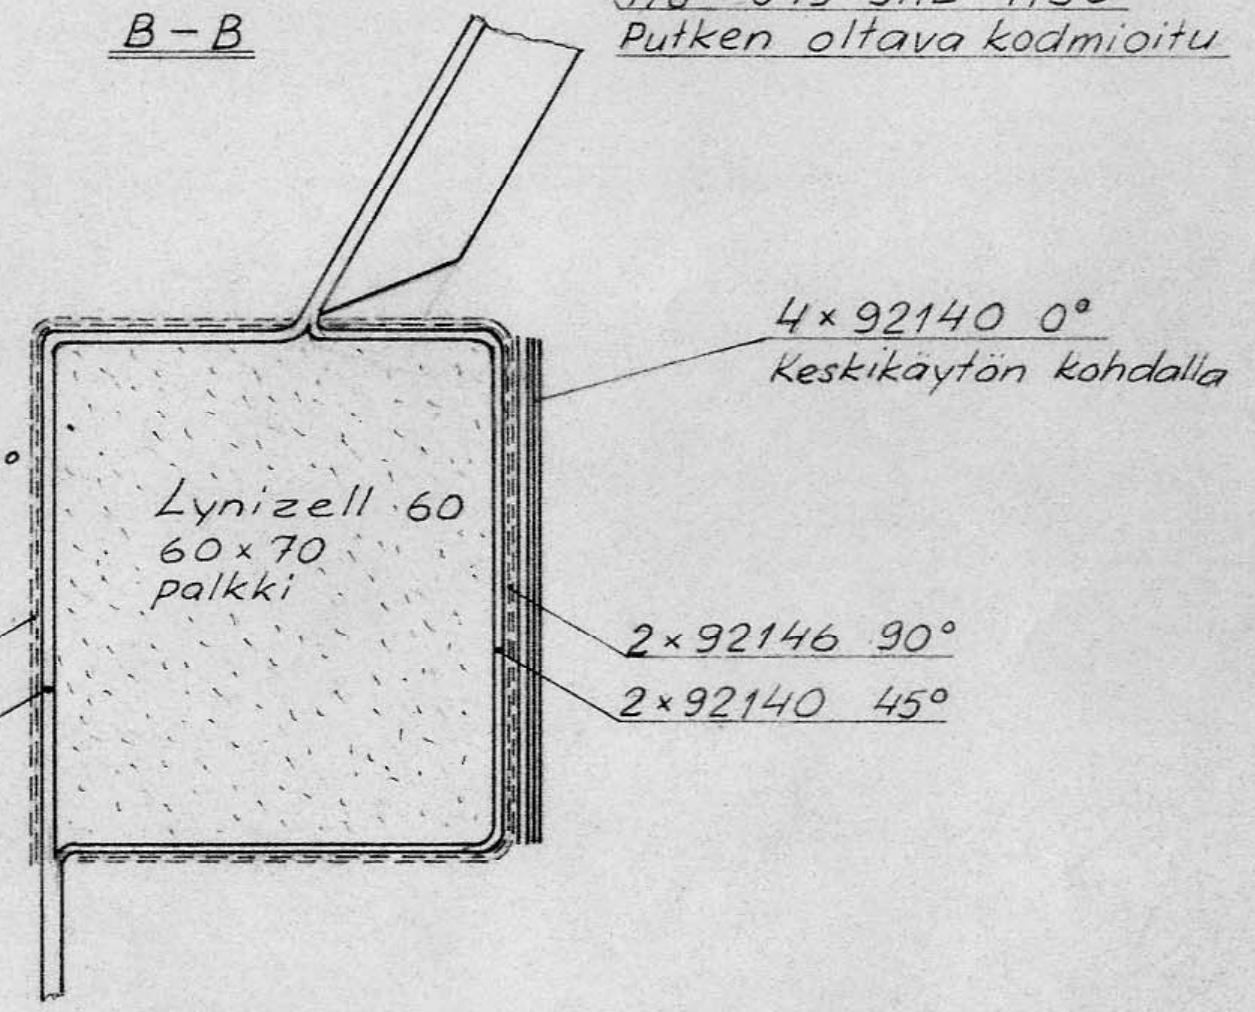 B-B
Putken oltava kodmioitu
4×92140 0°
Keskikäytön kohdalla
Lynizell 60
60×70
palkki
2×92146 90°
2×92140 45°